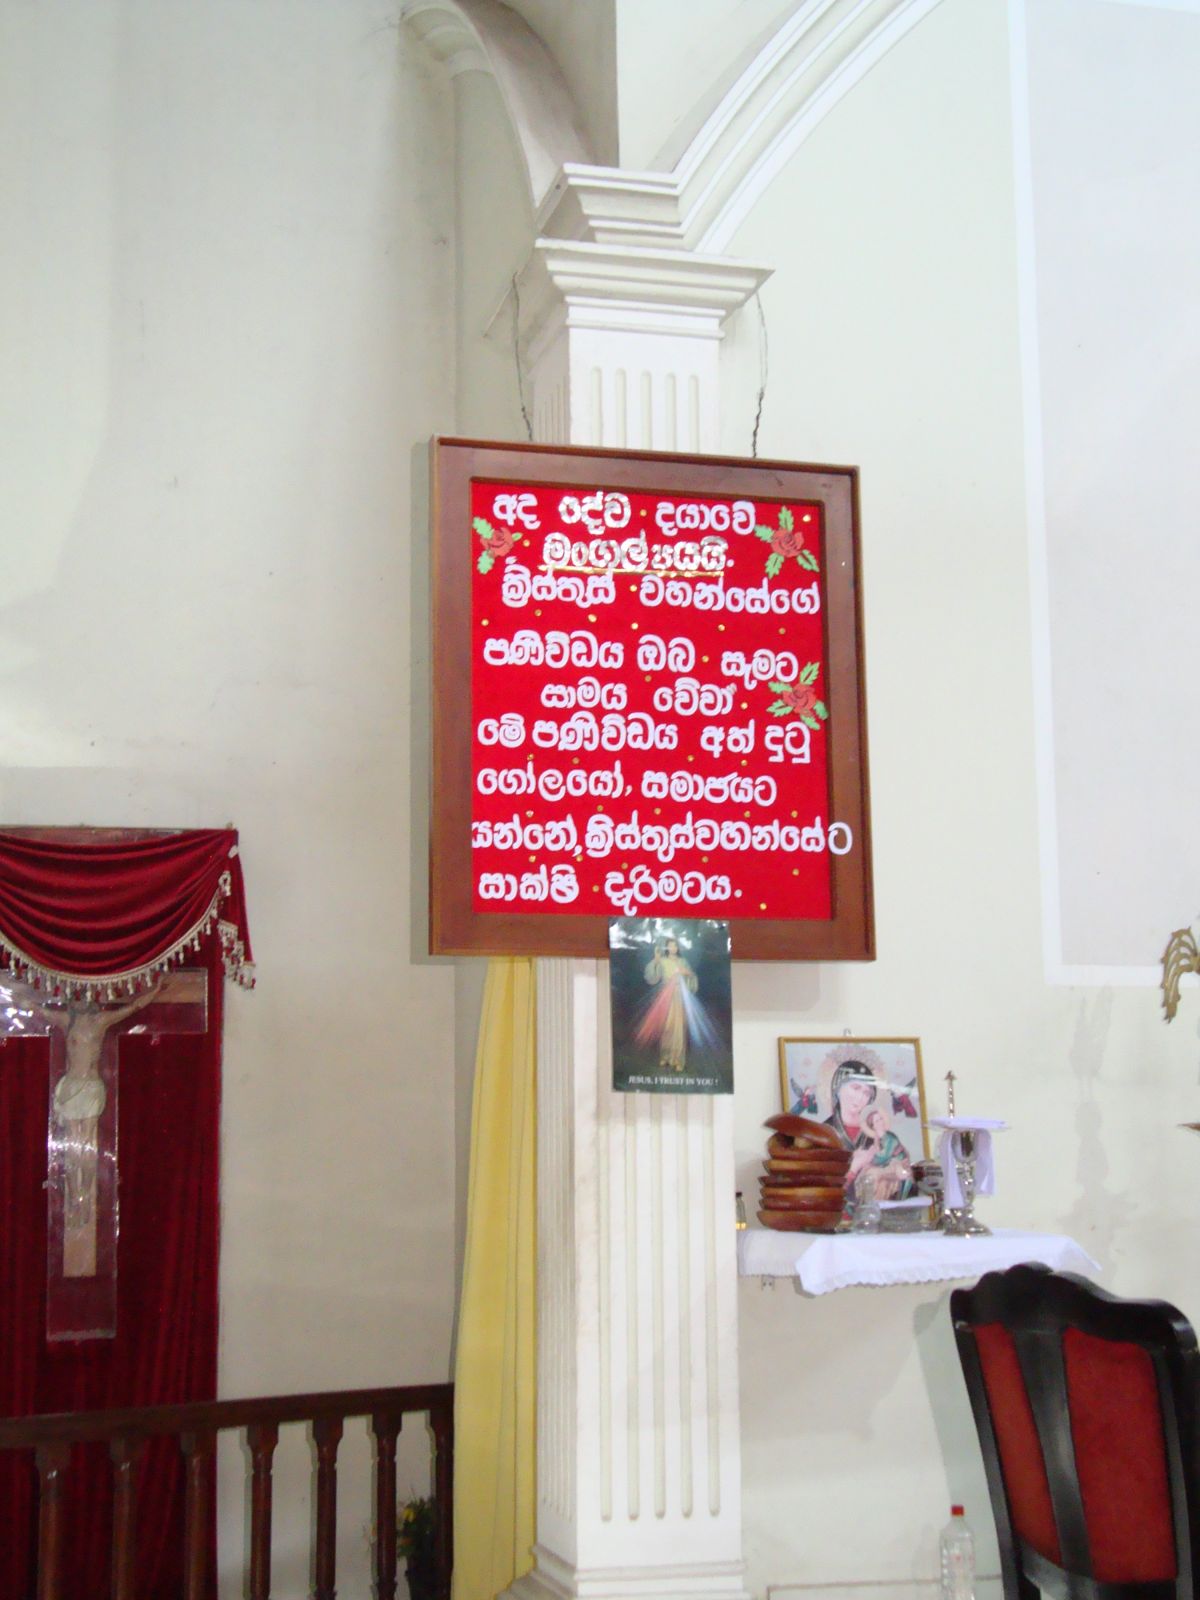 අද දේව දයාවේ
මංගල්‍යයයි.
ක්‍රිස්තුස් වහන්සේගේ
පණිවිඩය ඔබ සැමට
සාමය වේවා.
මේ පණිවිඩය අත් දුටු
ගෝලයෝ, සමාජයට
යන්නේ, ක්‍රිස්තුස්වහන්සේට
සාක්ෂි දැරිමටය.
JESUS, I TRUST IN YOU !